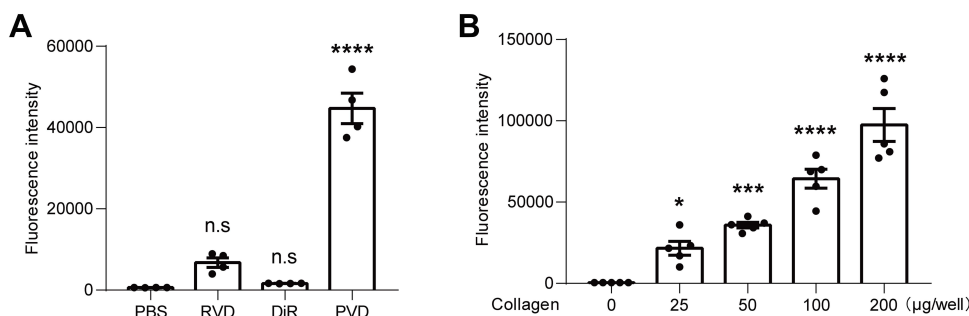 A
Fluorescence intensity
60000
40000
20000
0
****
n.s
n.s
PBS RVD DiR PVD
B
Fluorescence intensity
150000
100000
50000
0
*
***
****
****
Collagen 0 25 50 100 200 (μg/well)